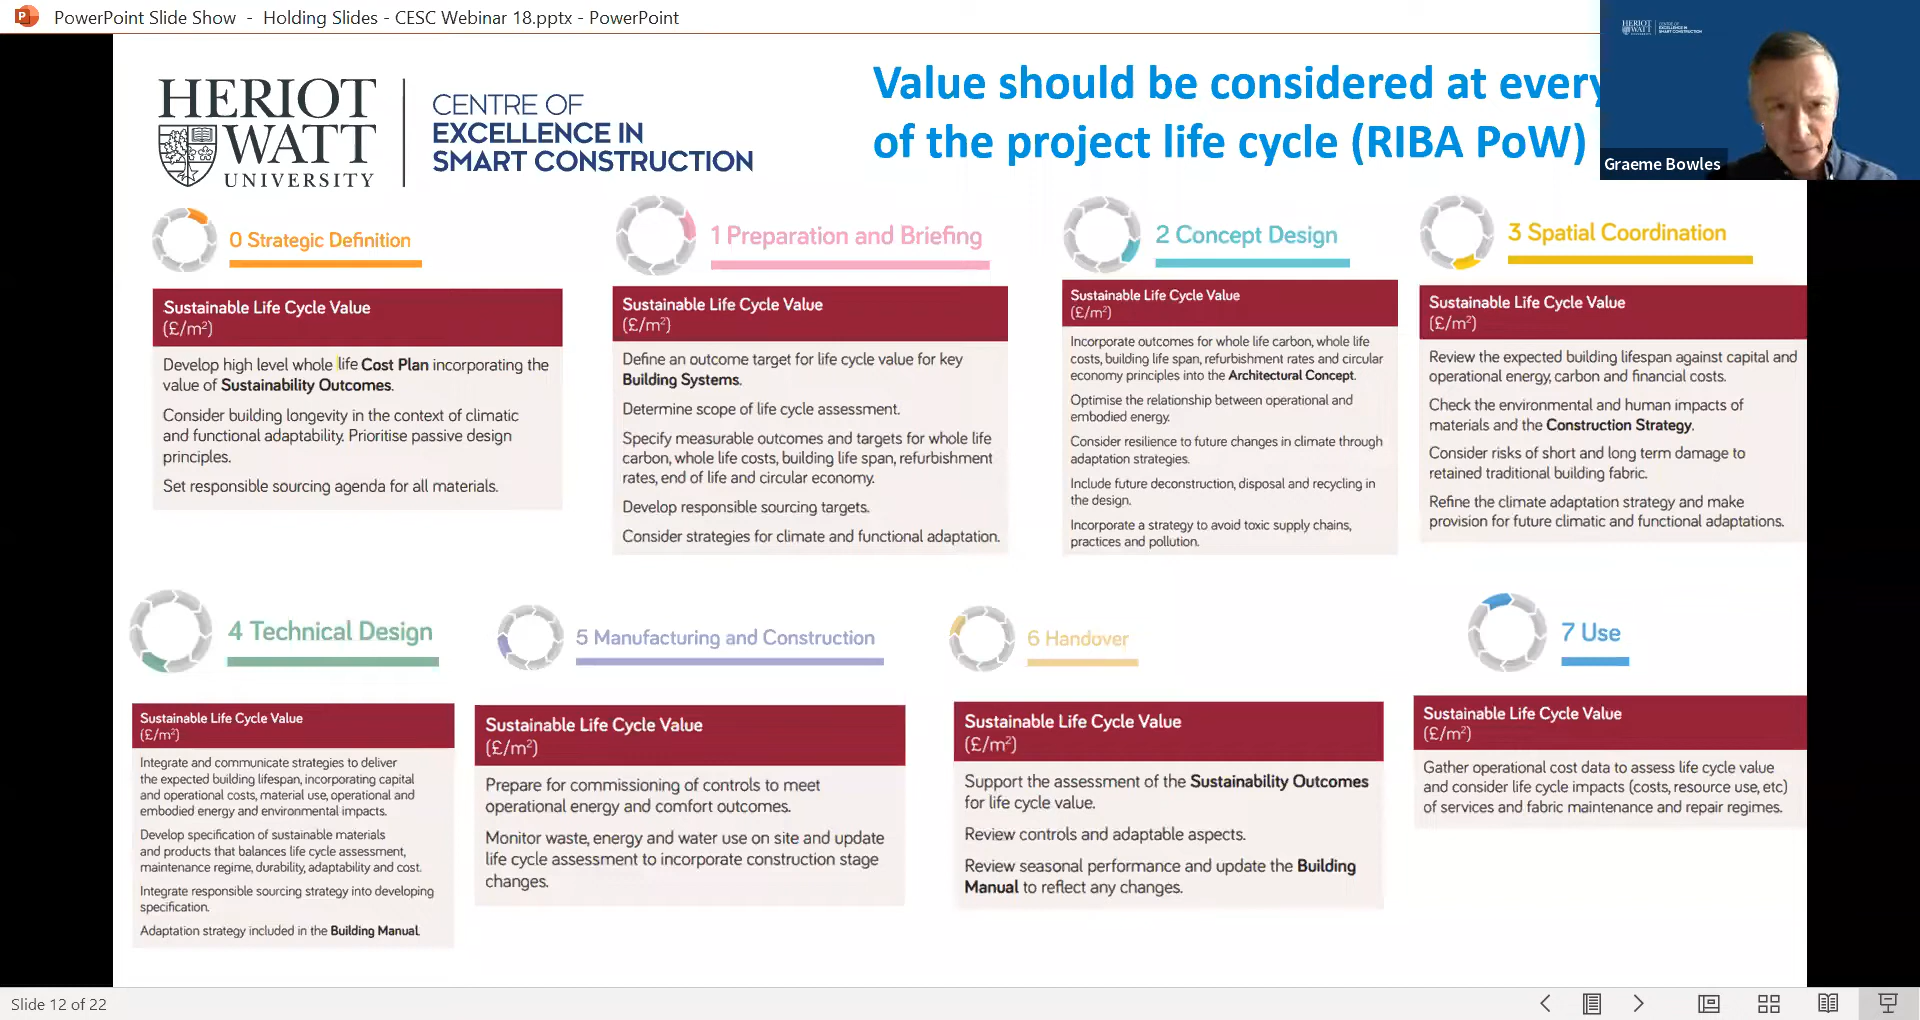 PowerPoint Slide Show - Holding Slides - CESC Webinar 18.pptx - PowerPoint
HERIOT
WATT
UNIVERSITY
CENTRE OF
EXCELLENCE IN
SMART CONSTRUCTION
Value should be considered at every
of the project life cycle (RIBA PoW)
HERIOT
WATT
CENTRE OF
EXCELLENCE IN
SMART CONSTRUCTION
Graeme Bowles
0 Strategic Definition
Sustainable Life Cycle Value
(£/m²)
Develop high level whole life Cost Plan incorporating the
value of Sustainability Outcomes.
Consider building longevity in the context of climatic
and functional adaptability. Prioritise passive design
principles.
Set responsible sourcing agenda for all materials.
1 Preparation and Briefing
Sustainable Life Cycle Value
(£/m²)
Define an outcome target for life cycle value for key
Building Systems.
Determine scope of life cycle assessment.
Specify measurable outcomes and targets for whole life
carbon, whole life costs, building life span, refurbishment
rates, end of life and circular economy.
Develop responsible sourcing targets.
Consider strategies for climate and functional adaptation.
2 Concept Design
Sustainable Life Cycle Value
(£/m²)
Incorporate outcomes for whole life carbon, whole life
costs, building life span, refurbishment rates and circular
economy principles into the Architectural Concept.
Optimise the relationship between operational and
embodied energy.
Consider resilience to future changes in climate through
adaptation strategies.
Include future deconstruction, disposal and recycling in
the design.
Incorporate a strategy to avoid toxic supply chains,
practices and pollution.
3 Spatial Coordination
Sustainable Life Cycle Value
(£/m²)
Review the expected building lifespan against capital and
operational energy, carbon and financial costs.
Check the environmental and human impacts of
materials and the Construction Strategy.
Consider risks of short and long term damage to
retained traditional building fabric.
Refine the climate adaptation strategy and make
provision for future climatic and functional adaptations.
4 Technical Design
Sustainable Life Cycle Value
(£/m²)
Integrate and communicate strategies to deliver
the expected building lifespan, incorporating capital
and operational costs, material use, operational and
embodied energy and environmental impacts.
Develop specification of sustainable materials
and products that balances life cycle assessment,
maintenance regime, durability, adaptability and cost.
Integrate responsible sourcing strategy into developing
specification.
Adaptation strategy included in the Building Manual.
5 Manufacturing and Construction
Sustainable Life Cycle Value
(£/m²)
Prepare for commissioning of controls to meet
operational energy and comfort outcomes.
Monitor waste, energy and water use on site and update
life cycle assessment to incorporate construction stage
changes.
6 Handover
Sustainable Life Cycle Value
(£/m²)
Support the assessment of the Sustainability Outcomes
for life cycle value.
Review controls and adaptable aspects.
Review seasonal performance and update the Building
Manual to reflect any changes.
7 Use
Sustainable Life Cycle Value
(£/m²)
Gather operational cost data to assess life cycle value
and consider life cycle impacts (costs, resource use, etc)
of services and fabric maintenance and repair regimes.
Slide 12 of 22